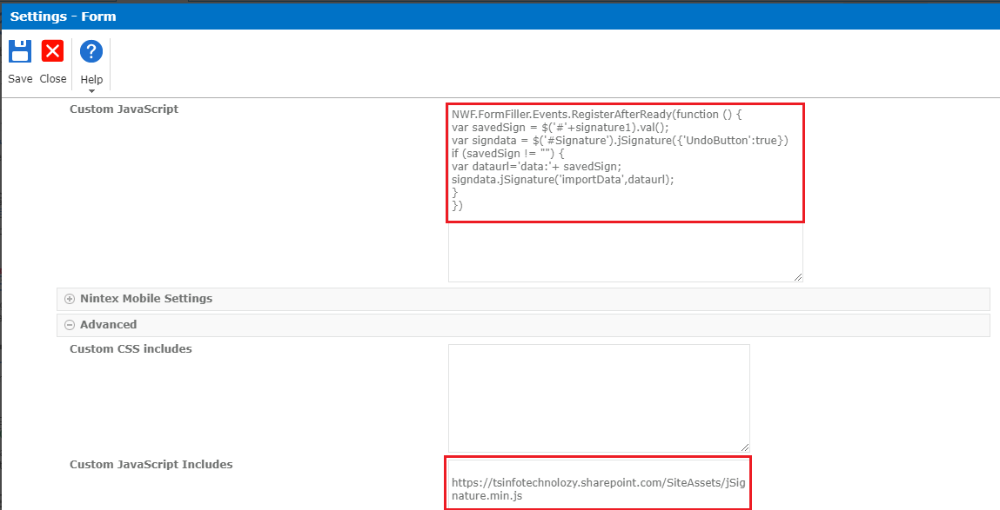 Settings - Form
Save Close Help
Custom JavaScript
NWF.FormFiller.Events.RegisterAfterReady(function () {
var savedSign = $('#'+signature1).val();
var signdata = $('#Signature').jSignature({'UndoButton':true})
if (savedSign != "") {
var dataurl='data:'+ savedSign;
signdata.jSignature('importData',dataurl);
}
})
Nintex Mobile Settings
Advanced
Custom CSS includes
Custom JavaScript Includes
https://tsinfotechnolozy.sharepoint.com/SiteAssets/jSig
nature.min.js